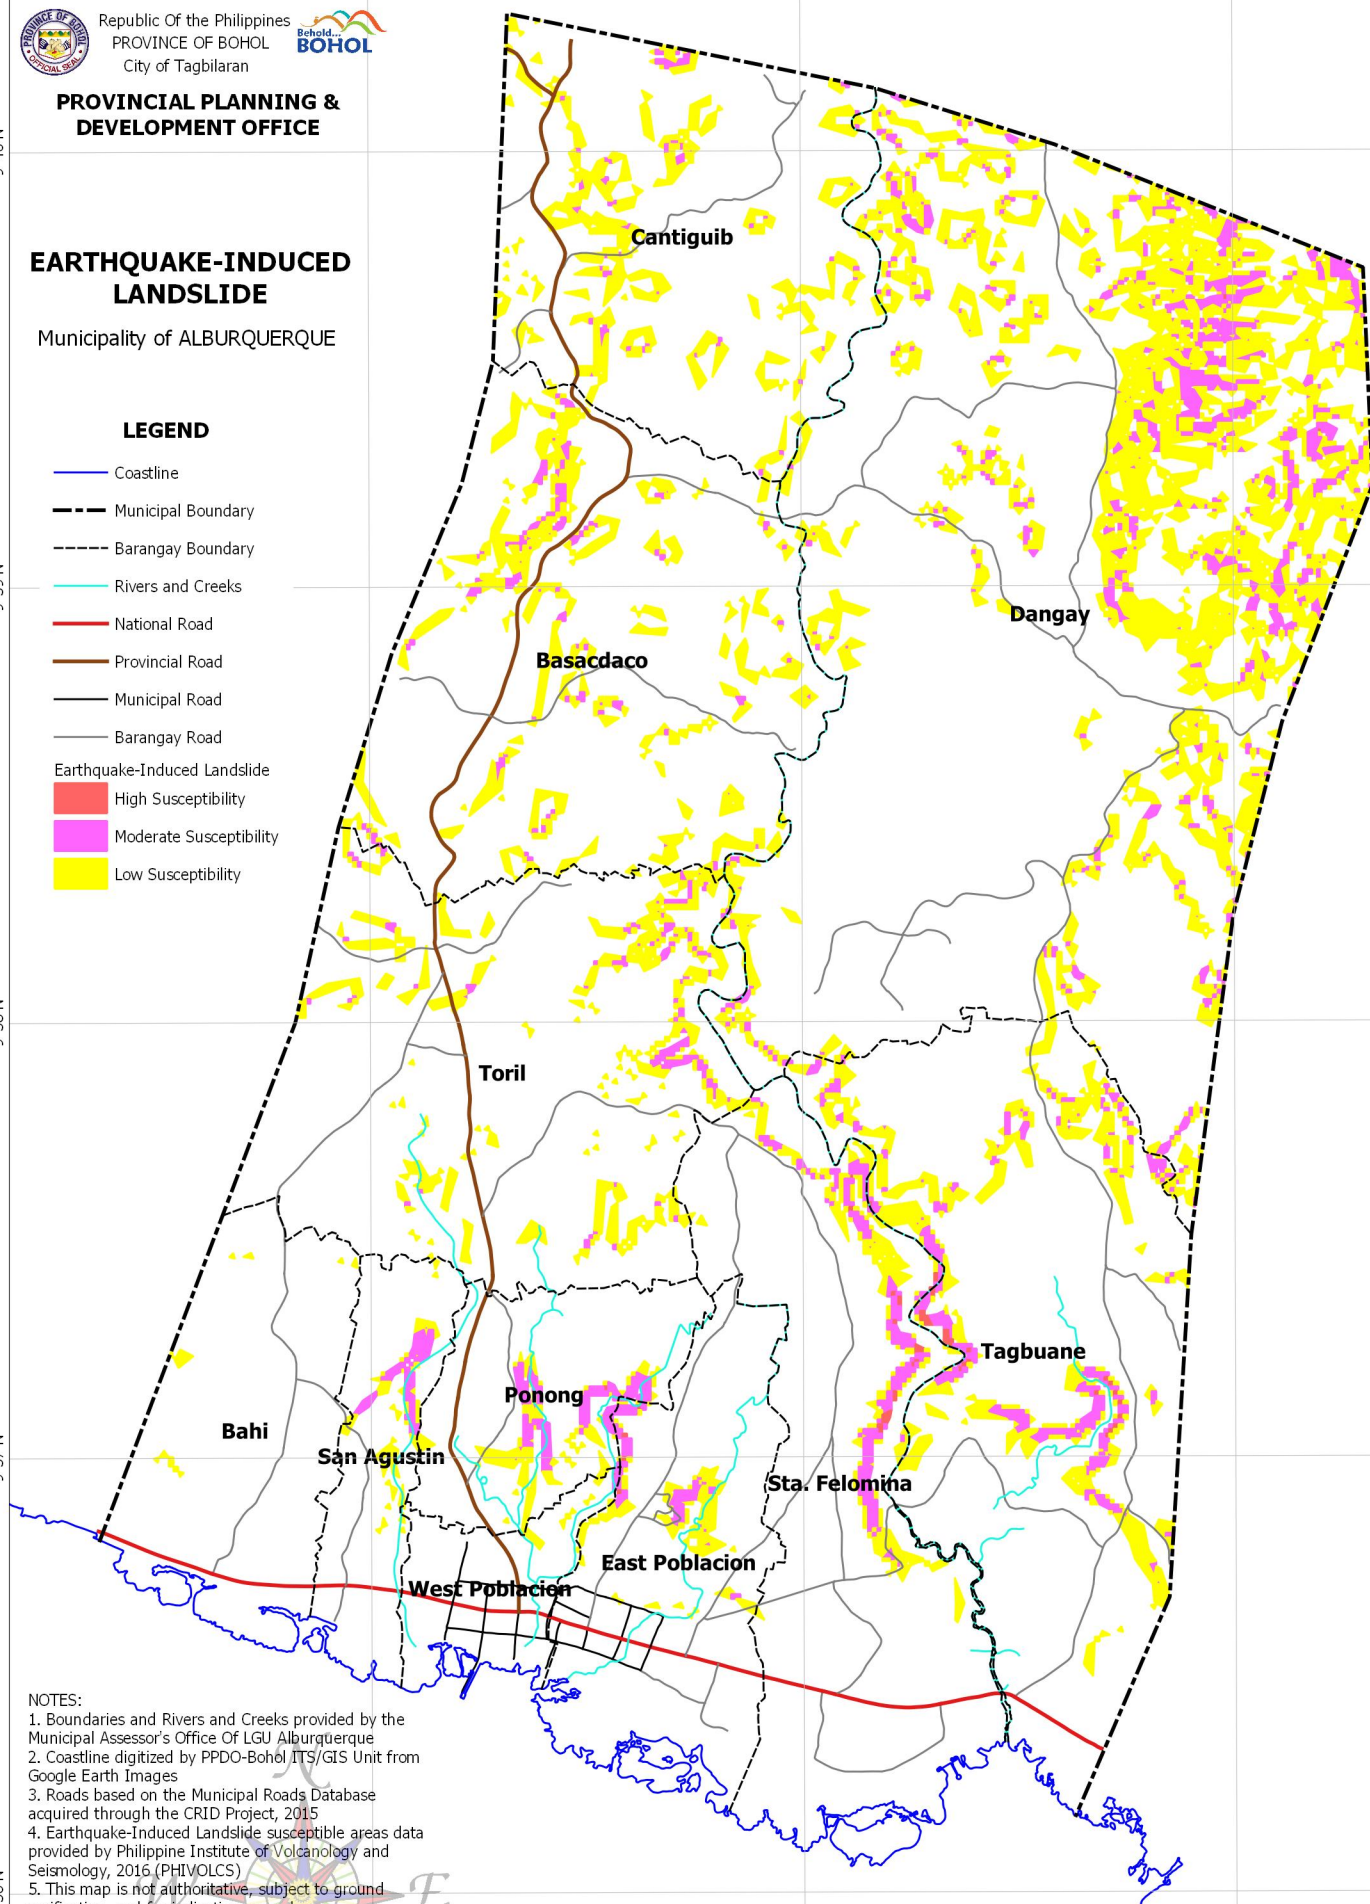 Republic Of the Philippines
PROVINCE OF BOHOL
City of Tagbilaran
PROVINCE OF BOHOL
OFFICIAL SEAL
Behold...
BOHOL
PROVINCIAL PLANNING &
DEVELOPMENT OFFICE
EARTHQUAKE-INDUCED
LANDSLIDE
Municipality of ALBURQUERQUE
LEGEND
Coastline
Municipal Boundary
Barangay Boundary
Rivers and Creeks
National Road
Provincial Road
Municipal Road
Barangay Road
Earthquake-Induced Landslide
High Susceptibility
Moderate Susceptibility
Low Susceptibility
Cantiguib
Dangay
Basacdaco
Toril
Tagbuane
Ponong
Bahi
San Agustin
Sta. Felomina
East Poblacion
West Poblacion
NOTES:
1. Boundaries and Rivers and Creeks provided by the
Municipal Assessor's Office Of LGU Alburquerque
2. Coastline digitized by PPDO-Bohol ITS/GIS Unit from
Google Earth Images
3. Roads based on the Municipal Roads Database
acquired through the CRID Project, 2015
4. Earthquake-Induced Landslide susceptible areas data
provided by Philippine Institute of Volcanology and
Seismology, 2016 (PHIVOLCS)
5. This map is not authoritative, subject to ground
N
W
E